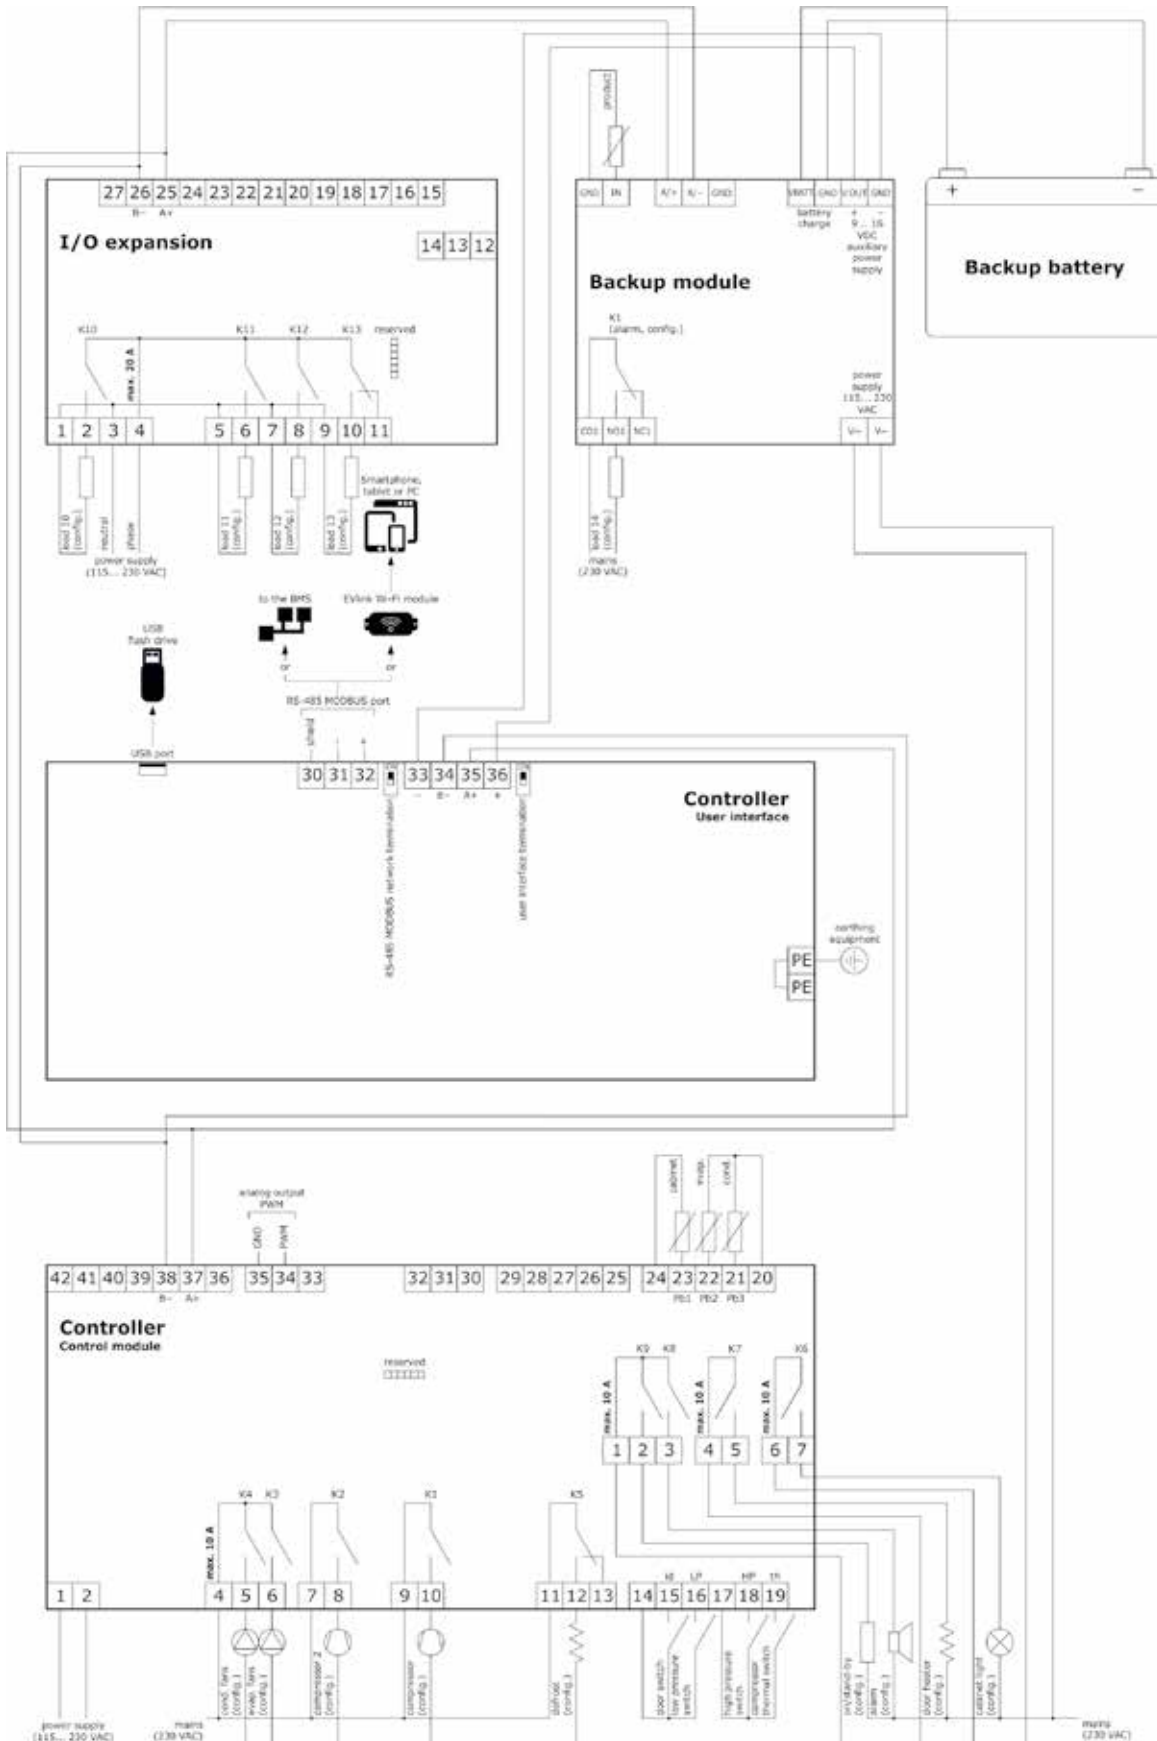 product
27 26 25 24 23 22 21 20 19 18 17 16 15
B- A+
I/O expansion
14 13 12
K10 K11 K12 K13 reserved
max. 20 A
1 2 3 4 5 6 7 8 9 10 11
load 10
(config.)
neutral
phase
power supply
(115... 230 VAC)
load 11
(config.)
load 12
(config.)
load 13
(config.)
GND IN A/+ B/- GND VBATT GND VOUT GND
battery
charge
+ -
9... 16
VDC
auxiliary
power
supply
Backup module
K1
(alarm, config.)
power
supply
115... 230
VAC
CO1 NO1 NC1 V~ V~
load 14
(config.)
mains
(230 VAC)
+ -
Backup battery
Smartphone,
tablet or PC
to the BMS
EVlink Wi-Fi module
or or
RS-485 MODBUS port
USB
flash drive
USB port
shield - +
30 31 32 33 34 35 36
- B- A+ +
RS-485 MODBUS network termination
user interface termination
Controller
User interface
PE
PE
earthing
equipment
analog output
PWM
GND
PWM
cabinet
evap.
cond.
42 41 40 39 38 37 36 35 34 33 32 31 30 29 28 27 26 25 24 23 22 21 20
B- A+
Pb1 Pb2 Pb3
Controller
Control module
reserved
K9 K8 K7 K6
max. 10 A
max. 10 A
max. 10 A
1 2 3 4 5 6 7
K4 K3 K2 K1 K5
max. 10 A
id LP HP th
1 2 4 5 6 7 8 9 10 11 12 13 14 15 16 17 18 19
power supply
(115... 230 VAC)
mains
(230 VAC)
cond. fans
(config.)
evap. fans
(config.)
compressor 2
(config.)
compressor
(config.)
defrost
(config.)
door switch
low pressure
switch
high pressure
switch
compressor
thermal switch
on/stand-by
(config.)
alarm
(config.)
door heater
(config.)
cabinet light
(config.)
mains
(230 VAC)